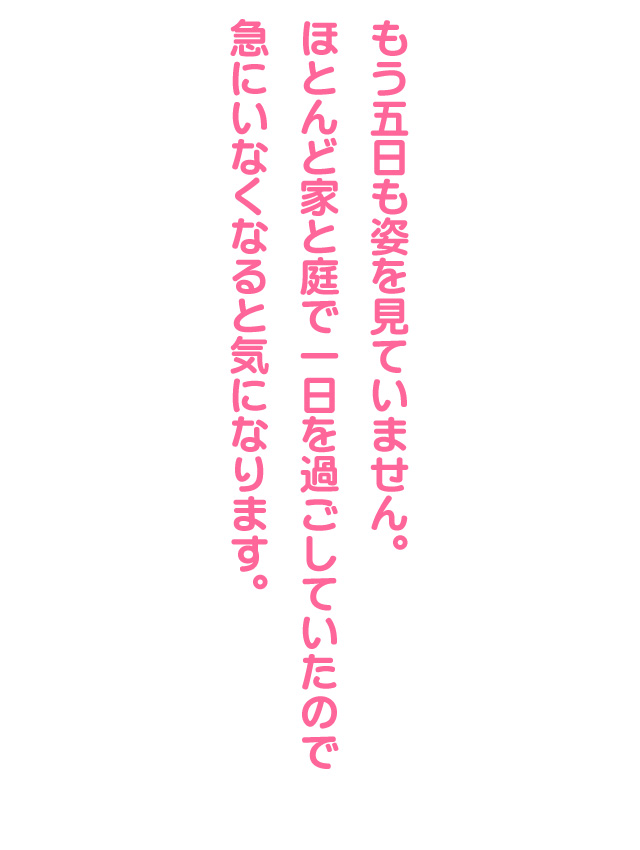 もう五日も姿を見ていません。
ほとんど家と庭で一日を過ごしていたので
急にいなくなると気になります。